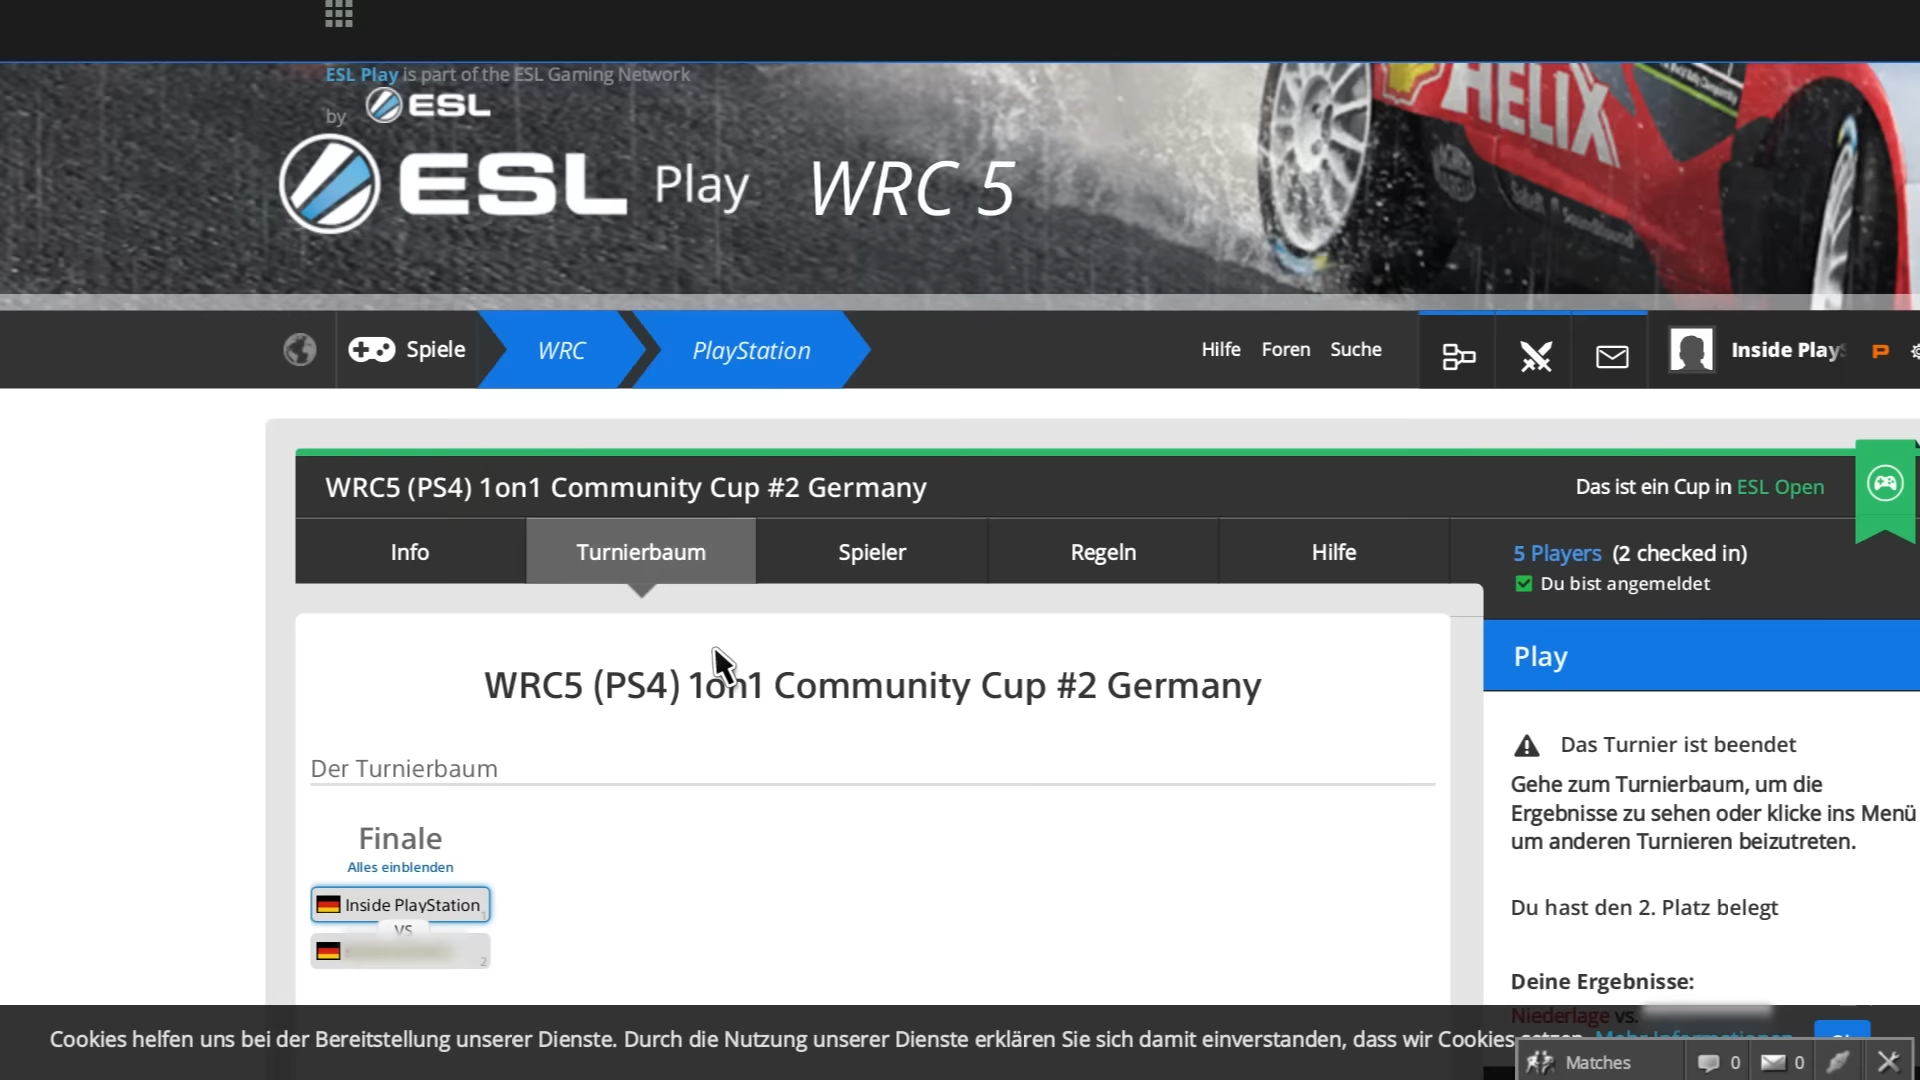 ESL Play is part of the ESL Gaming Network
by ESL
ESL Play WRC 5
HELIX
Spiele WRC PlayStation Hilfe Foren Suche Inside Play
WRC5 (PS4) 1on1 Community Cup #2 Germany
Das ist ein Cup in ESL Open
Info Turnierbaum Spieler Regeln Hilfe
5 Players (2 checked in)
Du bist angemeldet
Play
WRC5 (PS4) 1on1 Community Cup #2 Germany
Der Turnierbaum
Finale
Alles einblenden
Inside PlayStation
1
VS
2
Das Turnier ist beendet
Gehe zum Turnierbaum, um die
Ergebnisse zu sehen oder klicke ins Menü
um anderen Turnieren beizutreten.
Du hast den 2. Platz belegt
Deine Ergebnisse:
Niederlage vs.
Cookies helfen uns bei der Bereitstellung unserer Dienste. Durch die Nutzung unserer Dienste erklären Sie sich damit einverstanden, dass wir Cookies setzen. Mehr Informationen
Matches 0 0